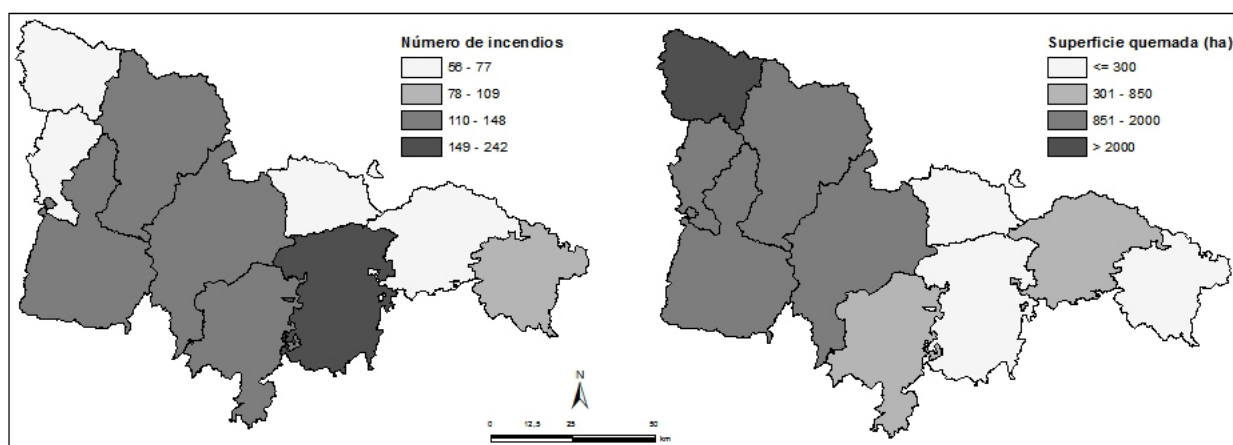 Número de incendios
56 - 77
78 - 109
110 - 148
149 - 242
Superficie quemada (ha)
<= 300
301 - 850
851 - 2000
> 2000
N
0 12,5 25 50
km